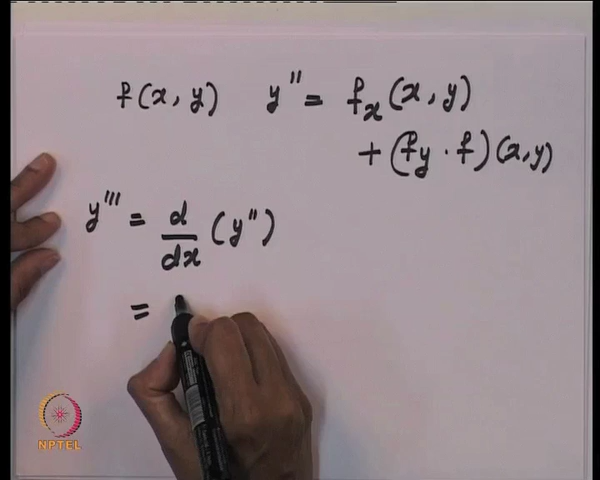 f(x, y) y'' = f_x(x, y)
+ (f_y · f)(x, y)
y''' = d/dx (y'')
=
NPTEL